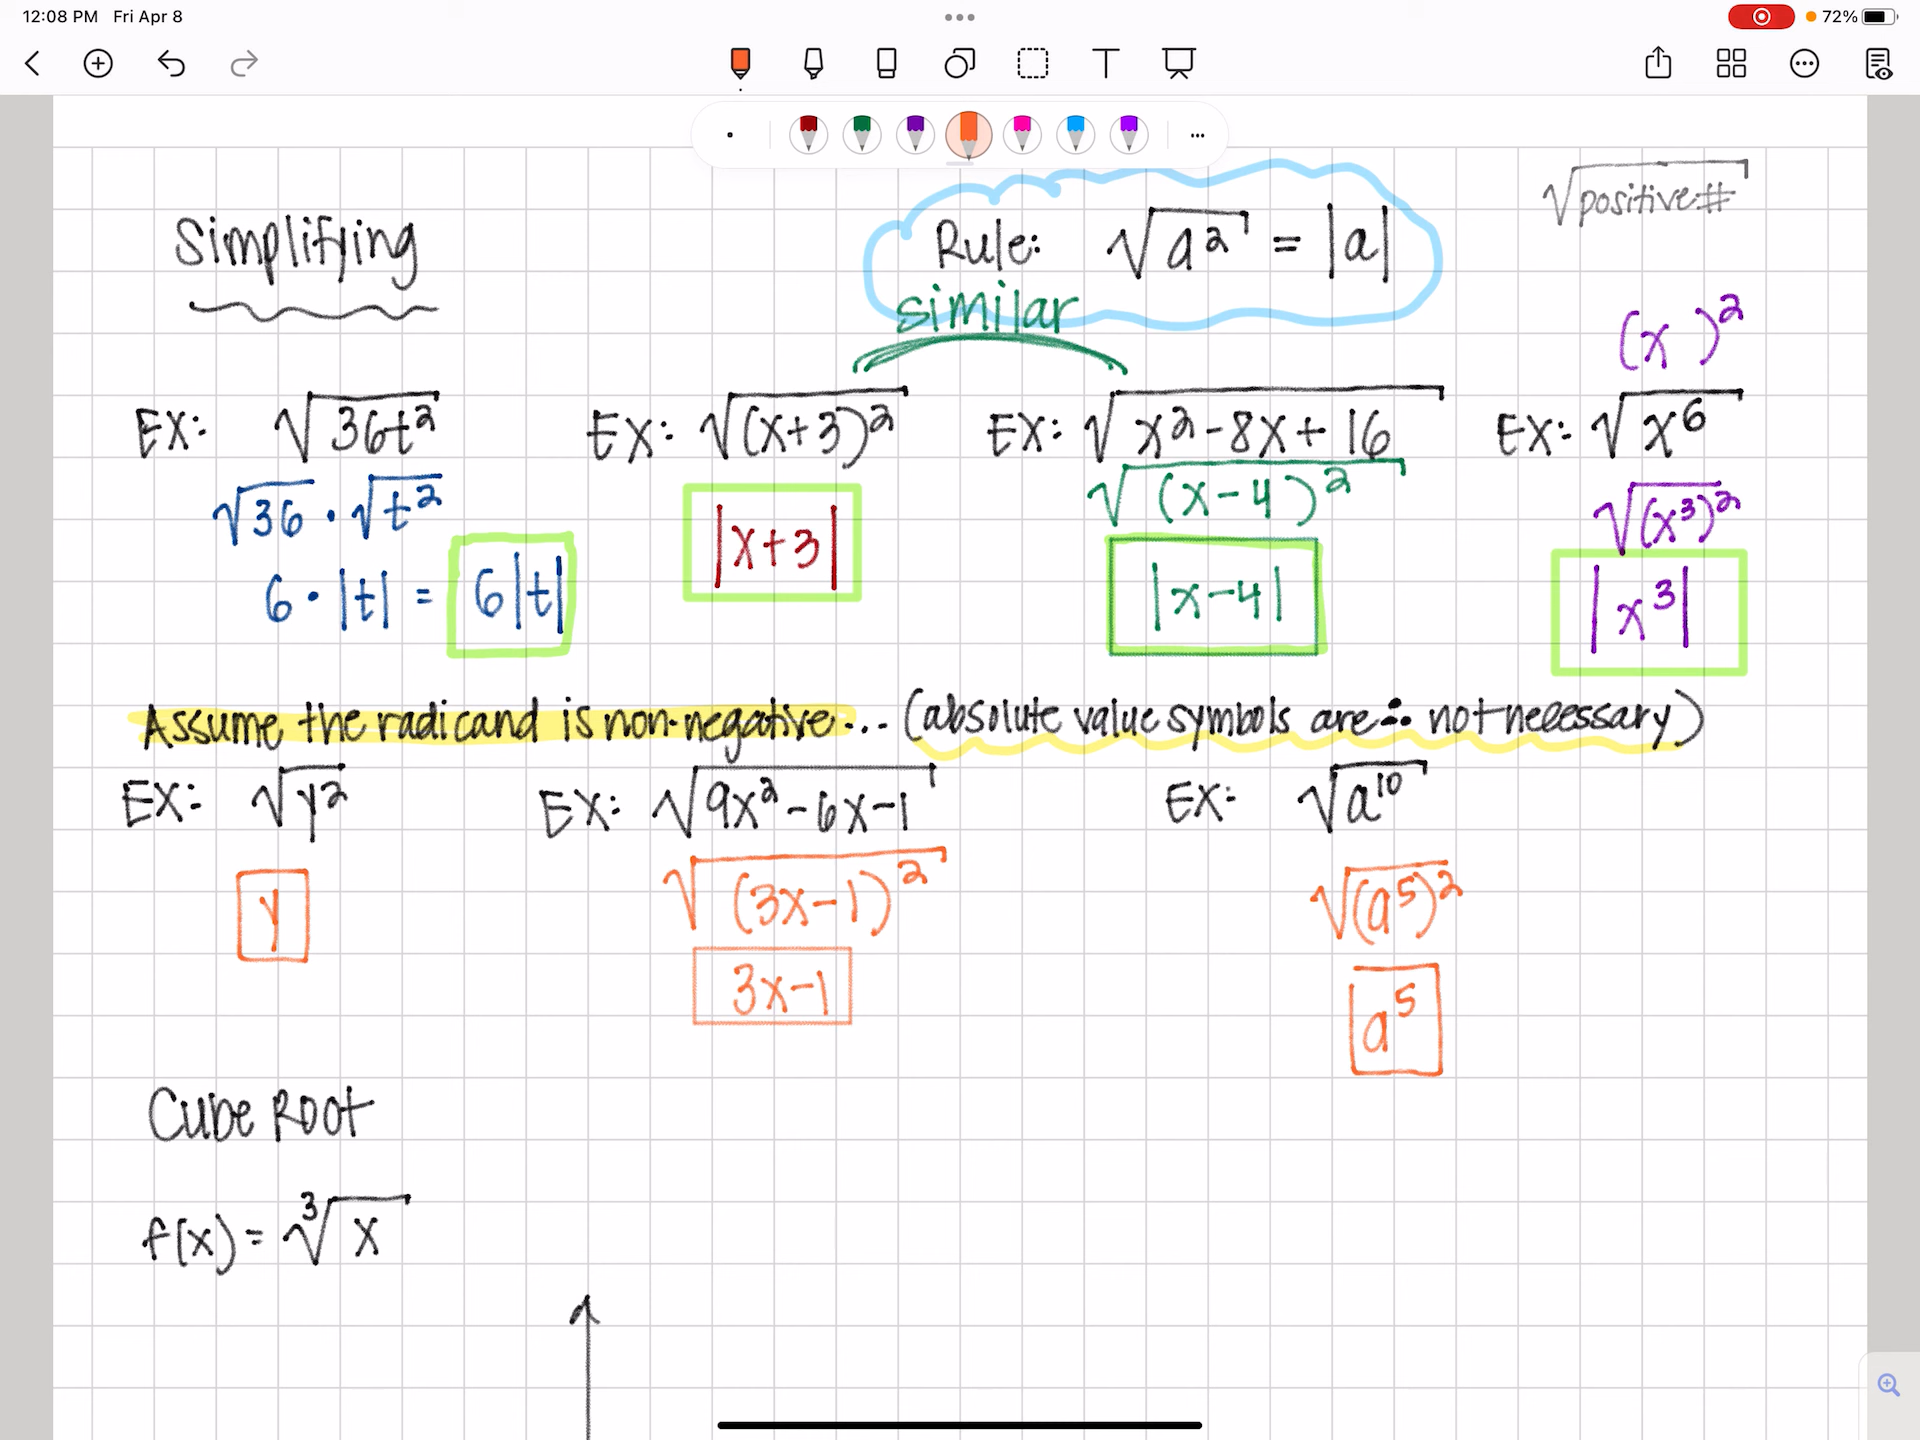 12:08 PM Fri Apr 8
72%
√positive#
Simplifying
Rule: √a² = |a|
similar
(x )²
EX: √36t²
EX: √(x+3)²
EX: √x²-8x+16
EX: √x⁶
√36 · √t²
|x+3|
√(x-4)²
√(x³)²
6 · |t| = 6|t|
|x-4|
|x³|
Assume the radicand is non-negative... (absolute value symbols are ∴ not necessary)
EX: √y²
EX: √9x²-6x-1
EX: √a¹⁰
y
√(3x-1)²
√(a⁵)²
3x-1
a⁵
Cube Root
f(x) = ∛x